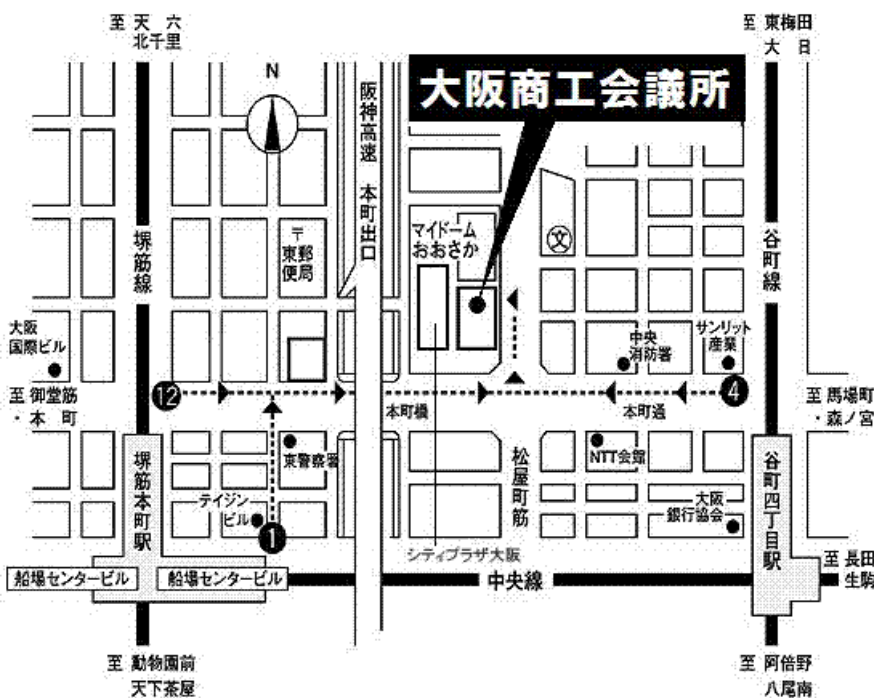 至 天 六
北千里
至 東梅田
大 日
N
大阪商工会議所
阪神高速 本町出口
堺筋線
谷町線
〒
東郵
便局
マイドーム
おおさか
文
大阪
国際ビル
中央
消防署
サンリット
産業
至 御堂筋
・本 町
12
本町橋
本町通
4
至 馬場町
・森ノ宮
堺筋本町駅
東警察署
松屋町筋
NTT会館
谷町四丁目駅
テイジン
ビル
1
大阪
銀行協会
シティプラザ大阪
船場センタービル
船場センタービル
中央線
至 長田
生駒
至 動物園前
天下茶屋
至 阿倍野
八尾南